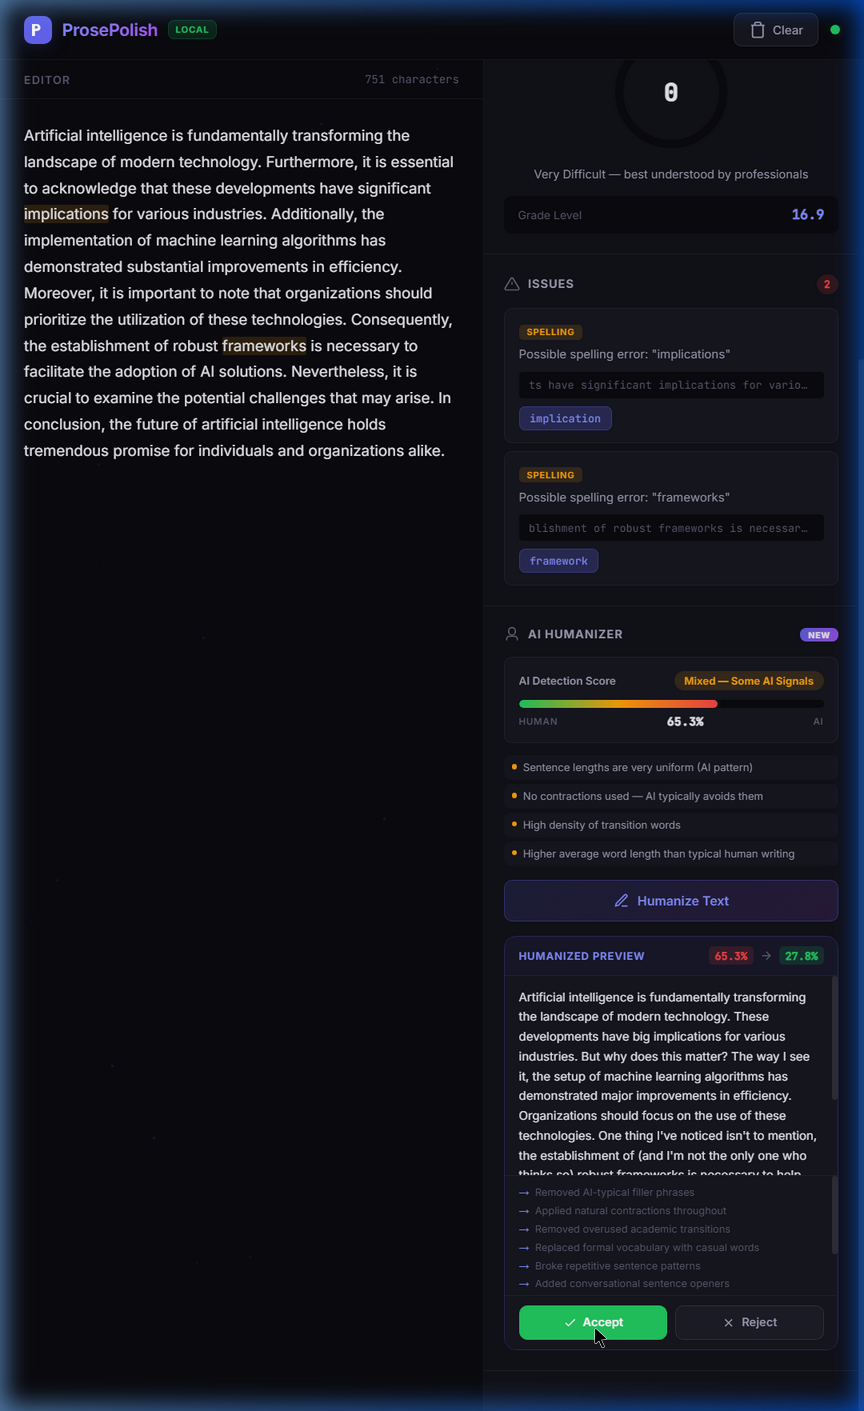 P ProsePolish LOCAL
Clear
EDITOR
751 characters
Artificial intelligence is fundamentally transforming the
landscape of modern technology. Furthermore, it is essential
to acknowledge that these developments have significant
implications for various industries. Additionally, the
implementation of machine learning algorithms has
demonstrated substantial improvements in efficiency.
Moreover, it is important to note that organizations should
prioritize the utilization of these technologies. Consequently,
the establishment of robust frameworks is necessary to
facilitate the adoption of AI solutions. Nevertheless, it is
crucial to examine the potential challenges that may arise. In
conclusion, the future of artificial intelligence holds
tremendous promise for individuals and organizations alike.
0
Very Difficult — best understood by professionals
Grade Level 16.9
ISSUES 2
SPELLING
Possible spelling error: "implications"
ts have significant implications for vario…
implication
SPELLING
Possible spelling error: "frameworks"
blishment of robust frameworks is necessar…
framework
AI HUMANIZER NEW
AI Detection Score Mixed — Some AI Signals
HUMAN 65.3% AI
Sentence lengths are very uniform (AI pattern)
No contractions used — AI typically avoids them
High density of transition words
Higher average word length than typical human writing
Humanize Text
HUMANIZED PREVIEW 65.3% → 27.8%
Artificial intelligence is fundamentally transforming
the landscape of modern technology. These
developments have big implications for various
industries. But why does this matter? The way I see
it, the setup of machine learning algorithms has
demonstrated major improvements in efficiency.
Organizations should focus on the use of these
technologies. One thing I've noticed isn't to mention,
the establishment of (and I'm not the only one who
thinks so) robust frameworks is necessary to help
→ Removed AI-typical filler phrases
→ Applied natural contractions throughout
→ Removed overused academic transitions
→ Replaced formal vocabulary with casual words
→ Broke repetitive sentence patterns
→ Added conversational sentence openers
Accept
Reject